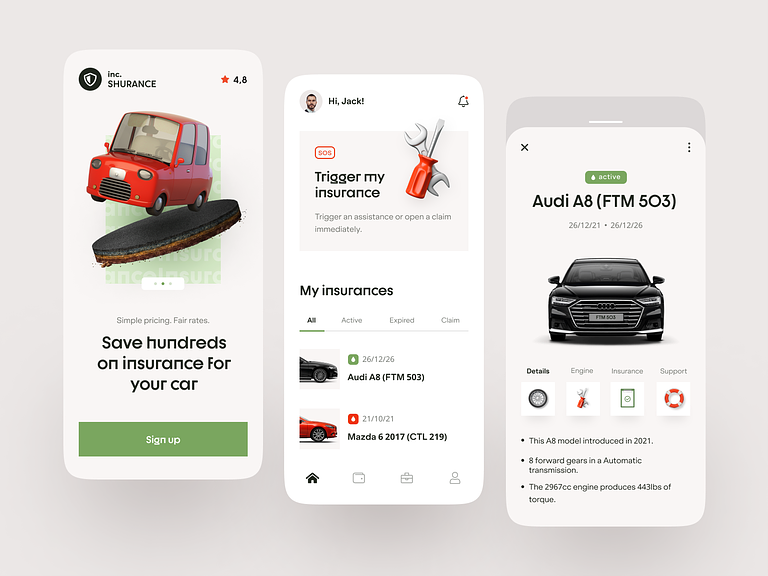 inc.
SHURANCE
4,8
Simple pricing. Fair rates.
Save hundreds
on insurance for
your car
Sign up
Hi, Jack!
SOS
Trigger my
insurance
Trigger an assistance or open a claim
immediately.
My insurances
All Active Expired Claim
26/12/26
Audi A8 (FTM 503)
21/10/21
Mazda 6 2017 (CTL 219)
active
Audi A8 (FTM 503)
26/12/21 • 26/12/26
FTM 503
Details Engine Insurance Support
• This A8 model introduced in 2021.
• 8 forward gears in a Automatic
transmission.
• The 2967cc engine produces 443lbs of
torque.